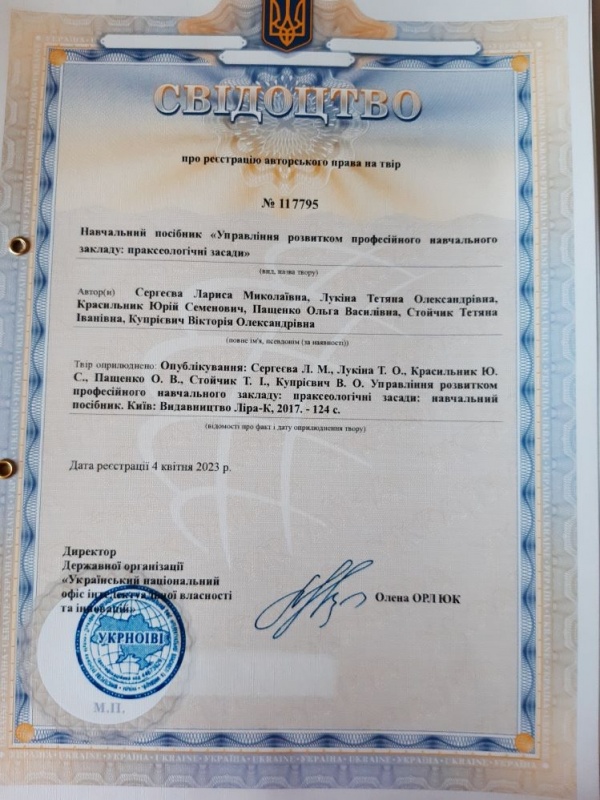 СВІДОЦТВО
про реєстрацію авторського права на твір
№ 117795
Навчальний посібник «Управління розвитком професійного навчального
закладу: праксеологічні засади»
(вид, назва твору)
Автор(и) Сергеєва Лариса Миколаївна, Лукіна Тетяна Олександрівна,
Красильник Юрій Семенович, Пащенко Ольга Василівна, Стойчик Тетяна
Іванівна, Купрієвич Вікторія Олександрівна
(повне ім'я, псевдонім (за наявності))
Твір оприлюднено: Опублікування: Сергеєва Л. М., Лукіна Т. О., Красильник Ю.
С., Пащенко О. В., Стойчик Т. І., Купрієвич В. О. Управління розвитком
професійного навчального закладу: праксеологічні засади: навчальний
посібник. Київ: Видавництво Ліра-К, 2017. - 124 с.
(відомості про факт і дату оприлюднення твору)
Дата реєстрації 4 квітня 2023 р.
Директор
Державної організації
«Український національний
офіс інтелектуальної власності
та інновацій»
Олена ОРЛЮК
УКРНОІВІ
М.П.